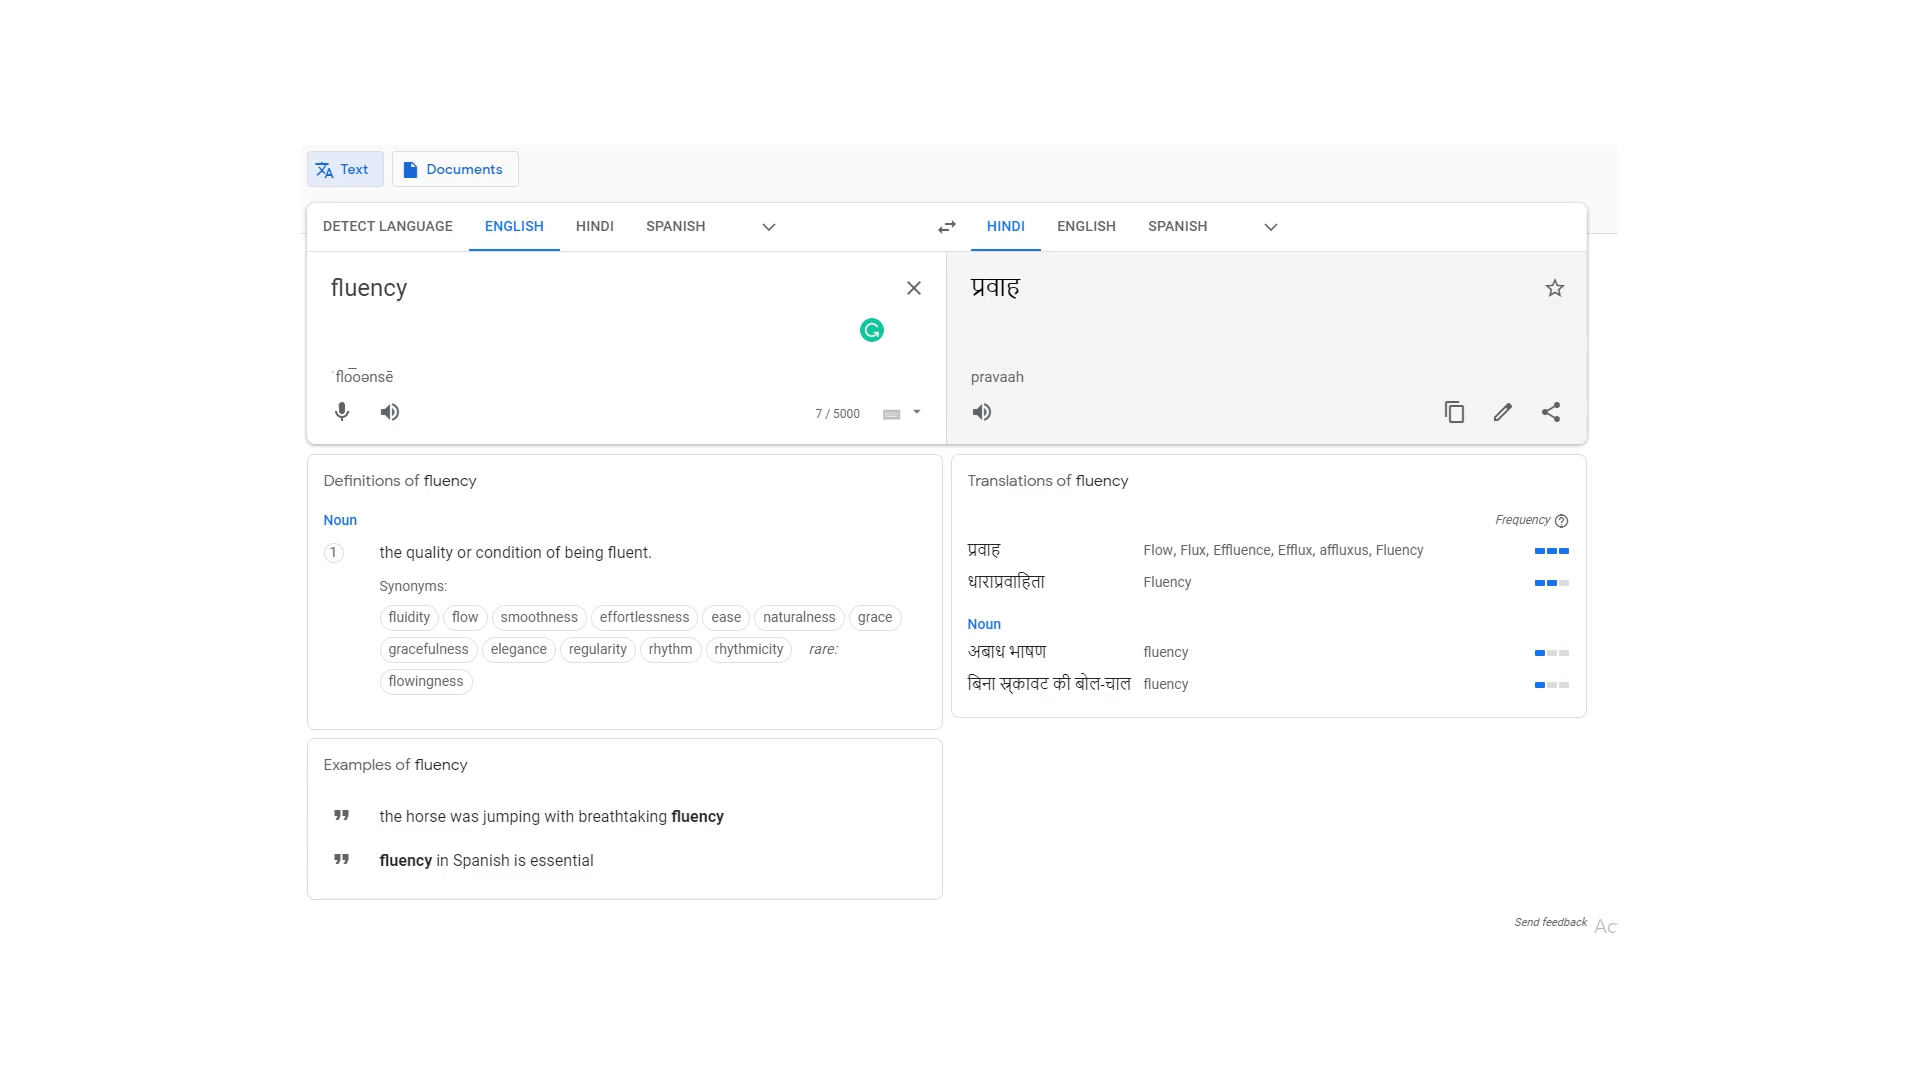 Text Documents
DETECT LANGUAGE ENGLISH HINDI SPANISH HINDI ENGLISH SPANISH
fluency
ˈflo͞oənsē
7 / 5000
प्रवाह
pravaah
Definitions of fluency
Noun
1 the quality or condition of being fluent.
Synonyms:
fluidity flow smoothness effortlessness ease naturalness grace
gracefulness elegance regularity rhythm rhythmicity rare:
flowingness
Translations of fluency
Frequency
प्रवाह Flow, Flux, Effluence, Efflux, affluxus, Fluency
धाराप्रवाहिता Fluency
Noun
अबाध भाषण fluency
बिना स्र्कावट की बोल-चाल fluency
Examples of fluency
the horse was jumping with breathtaking fluency
fluency in Spanish is essential
Send feedback